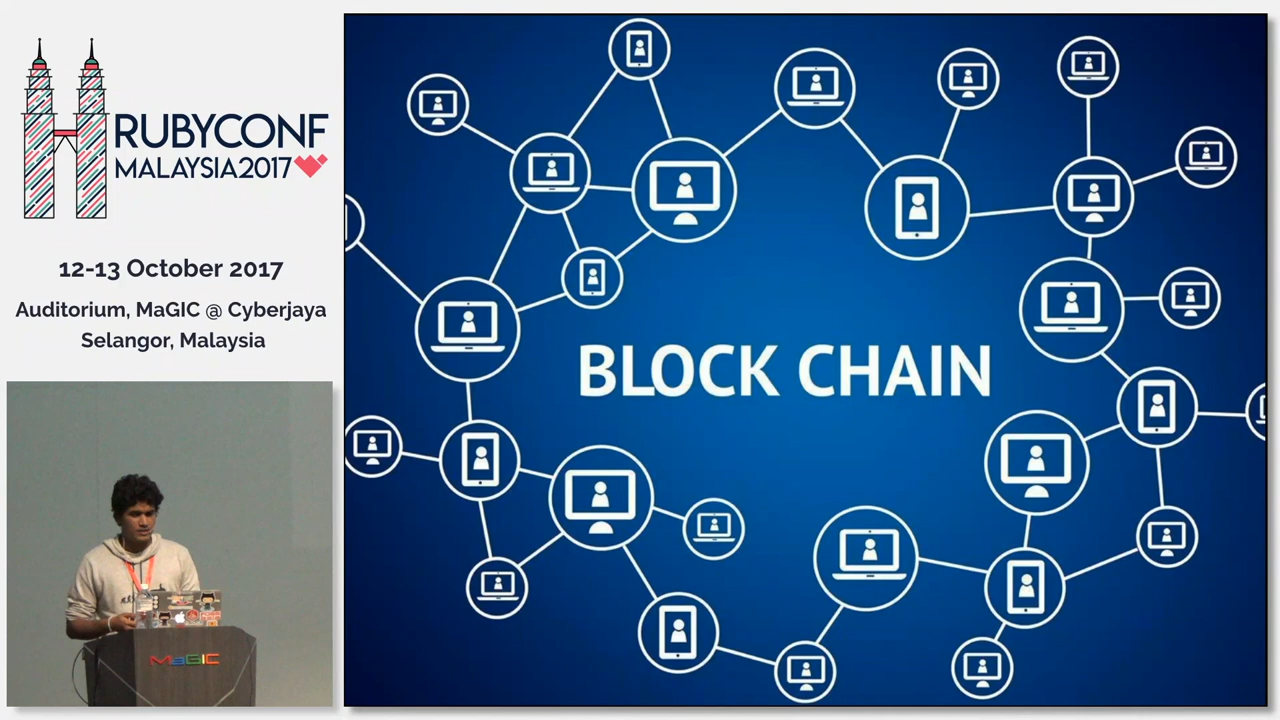 RUBYCONF
MALAYSIA2017
12-13 October 2017
Auditorium, MaGIC @ Cyberjaya
Selangor, Malaysia
BLOCK CHAIN
MaGIC